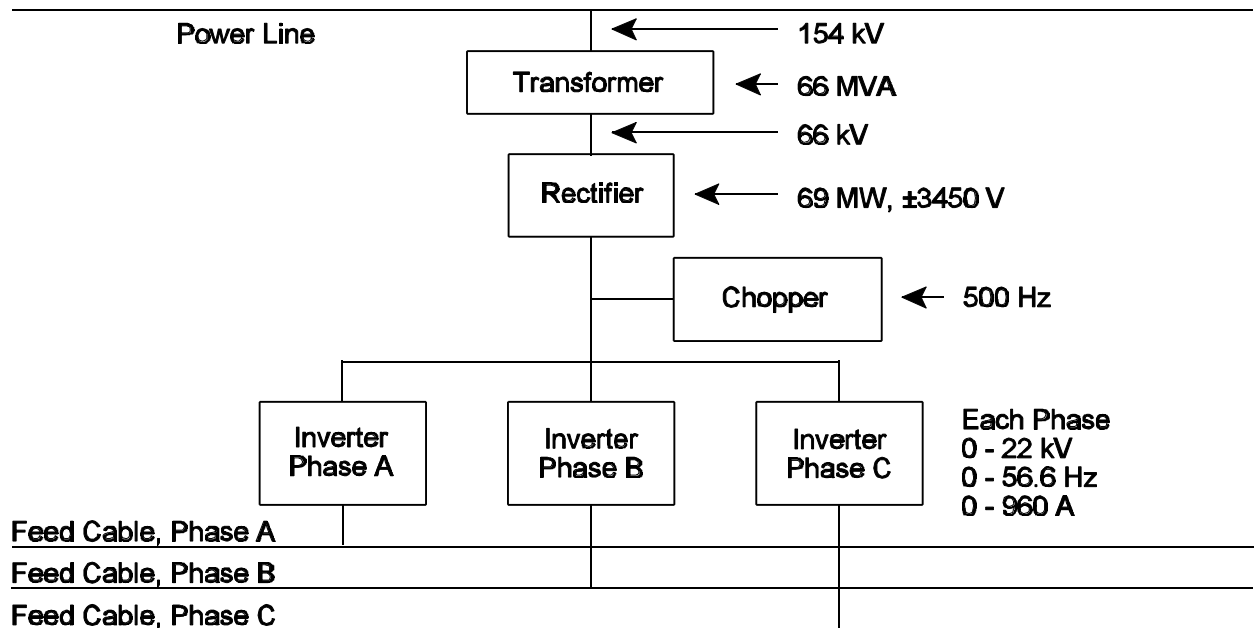 Power Line
154 kV
Transformer
66 MVA
66 kV
Rectifier
69 MW, ±3450 V
Chopper
500 Hz
Inverter
Phase A
Inverter
Phase B
Inverter
Phase C
Each Phase
0 - 22 kV
0 - 56.6 Hz
0 - 960 A
Feed Cable, Phase A
Feed Cable, Phase B
Feed Cable, Phase C